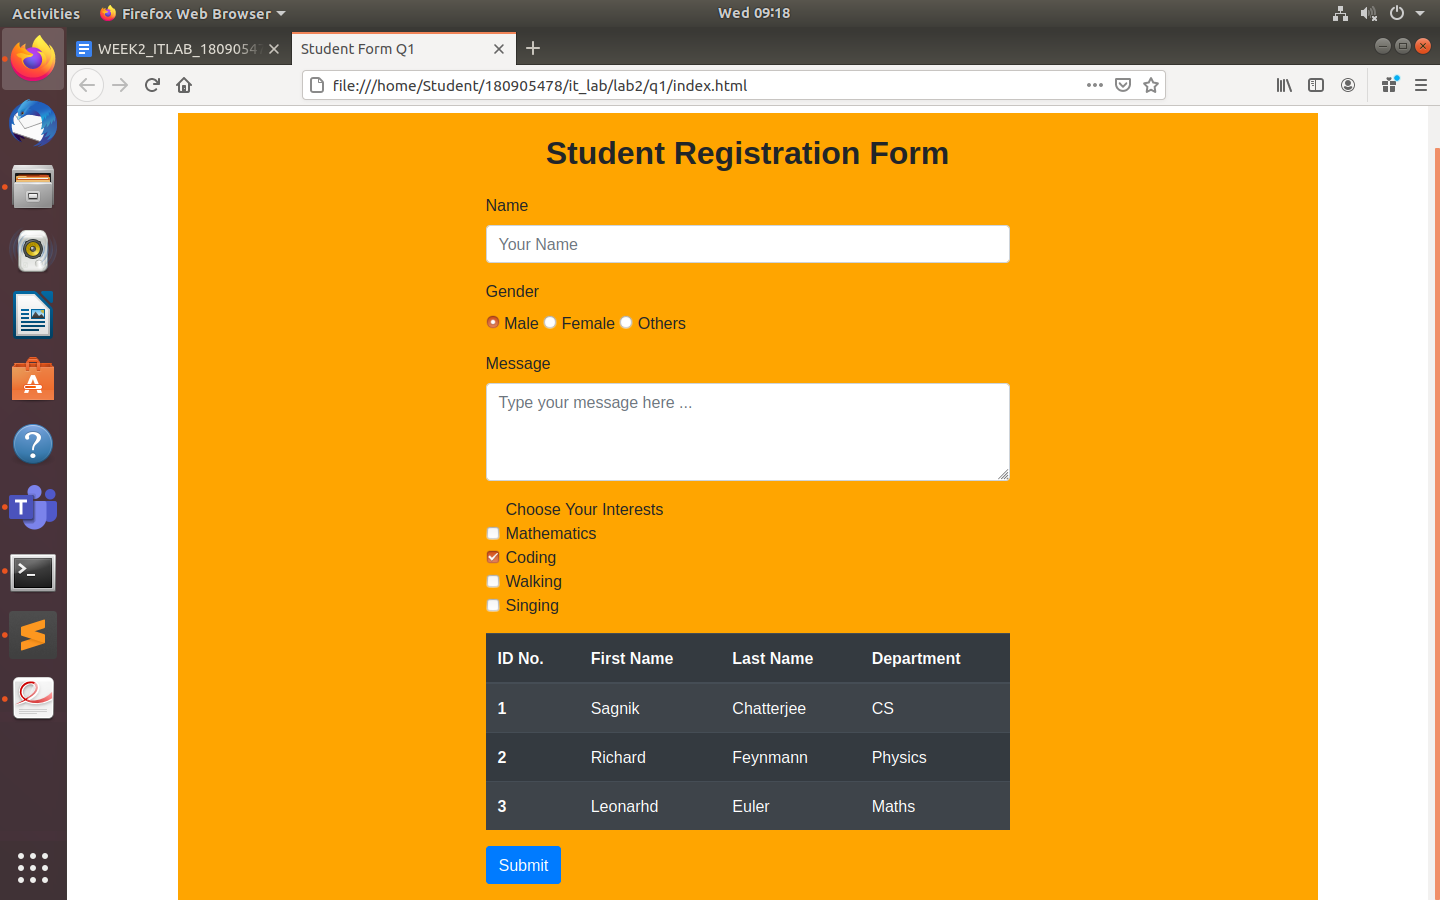 Activities Firefox Web Browser Wed 09:18
WEEK2_ITLAB_18090547 Student Form Q1
file:///home/Student/180905478/it_lab/lab2/q1/index.html
Student Registration Form
Name
Your Name
Gender
Male Female Others
Message
Type your message here ...
Choose Your Interests
Mathematics
Coding
Walking
Singing
ID No. First Name Last Name Department
1 Sagnik Chatterjee CS
2 Richard Feynmann Physics
3 Leonarhd Euler Maths
Submit